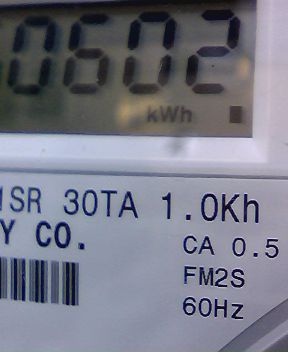 0602
kWh
1SR 30TA 1.0Kh
Y CO.
CA 0.5
FM2S
60Hz